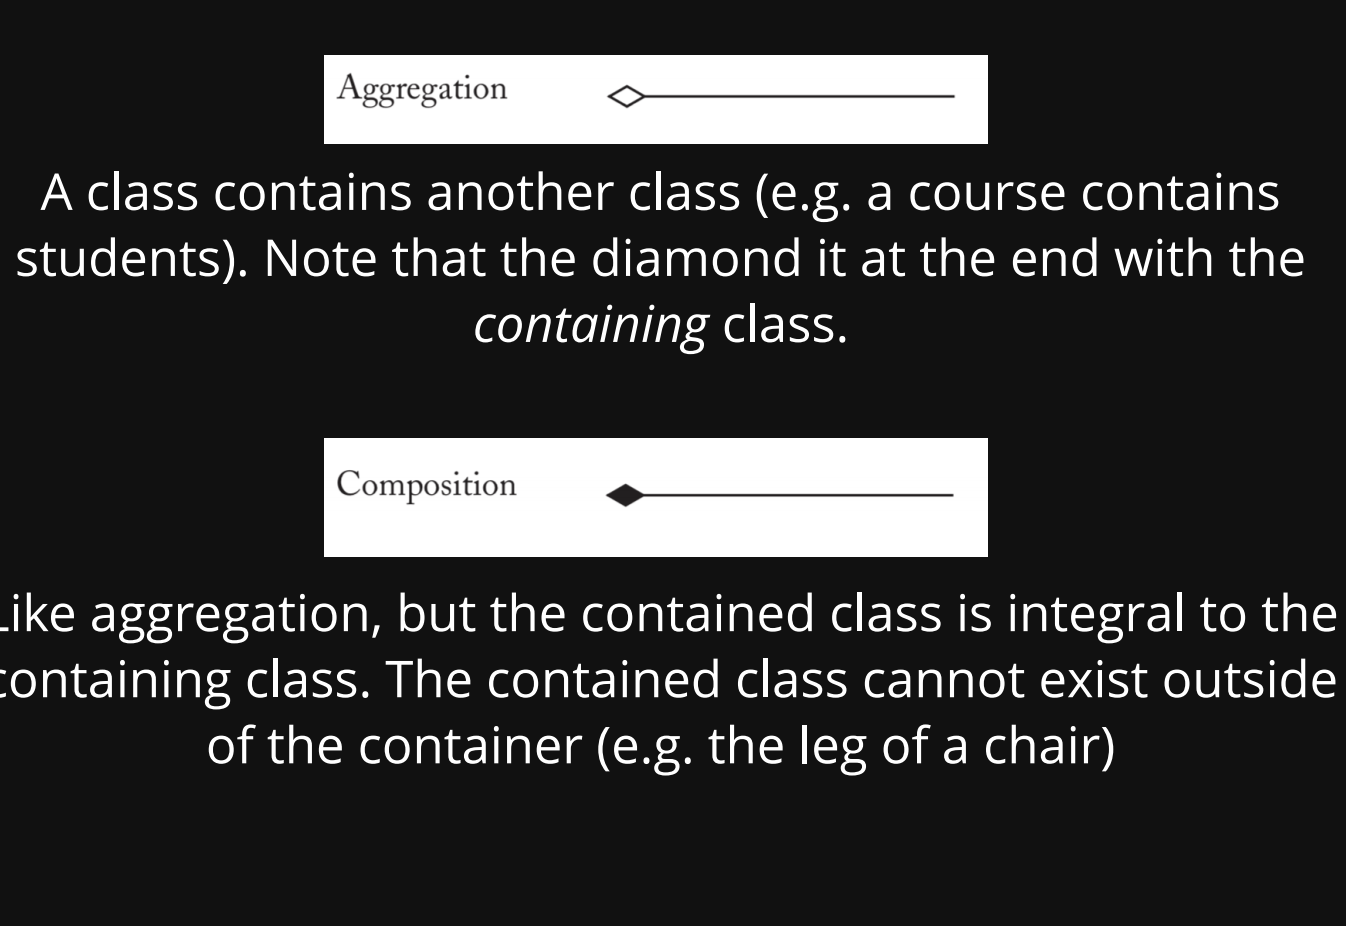 Aggregation
A class contains another class (e.g. a course contains
students). Note that the diamond it at the end with the
containing class.
Composition
Like aggregation, but the contained class is integral to the
containing class. The contained class cannot exist outside
of the container (e.g. the leg of a chair)